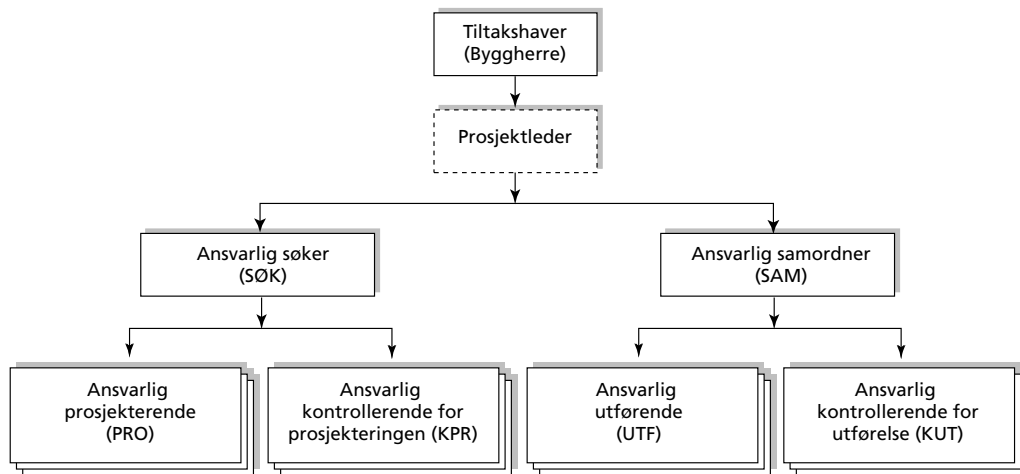 Tiltakshaver
(Byggherre)
Prosjektleder
Ansvarlig søker
(SØK)
Ansvarlig samordner
(SAM)
Ansvarlig
prosjekterende
(PRO)
Ansvarlig
kontrollerende for
prosjekteringen (KPR)
Ansvarlig
utførende
(UTF)
Ansvarlig
kontrollerende for
utførelse (KUT)